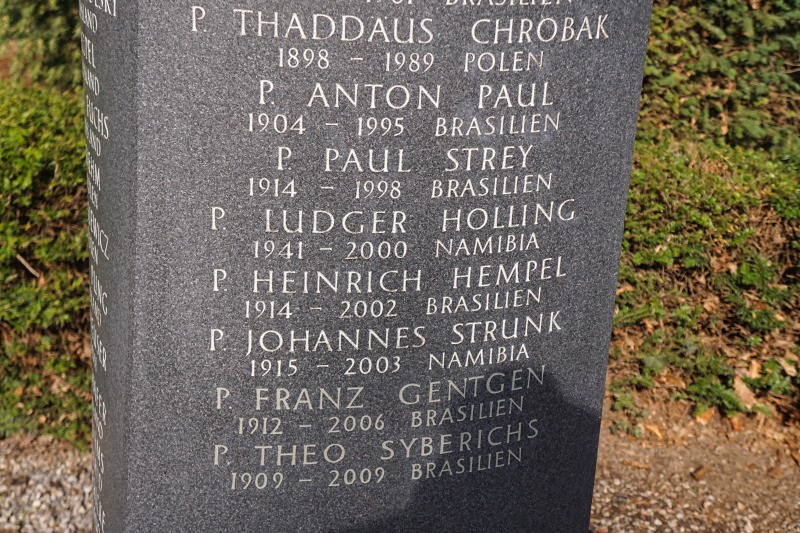 BRASILIEN
P. THADDAUS CHROBAK
1898 – 1989 POLEN
P. ANTON PAUL
1904 – 1995 BRASILIEN
P. PAUL STREY
1914 – 1998 BRASILIEN
P. LUDGER HOLLING
1941 – 2000 NAMIBIA
P. HEINRICH HEMPEL
1914 – 2002 BRASILIEN
P. JOHANNES STRUNK
1915 – 2003 NAMIBIA
P. FRANZ GENTGEN
1912 – 2006 BRASILIEN
P. THEO SYBERICHS
1909 – 2009 BRASILIEN